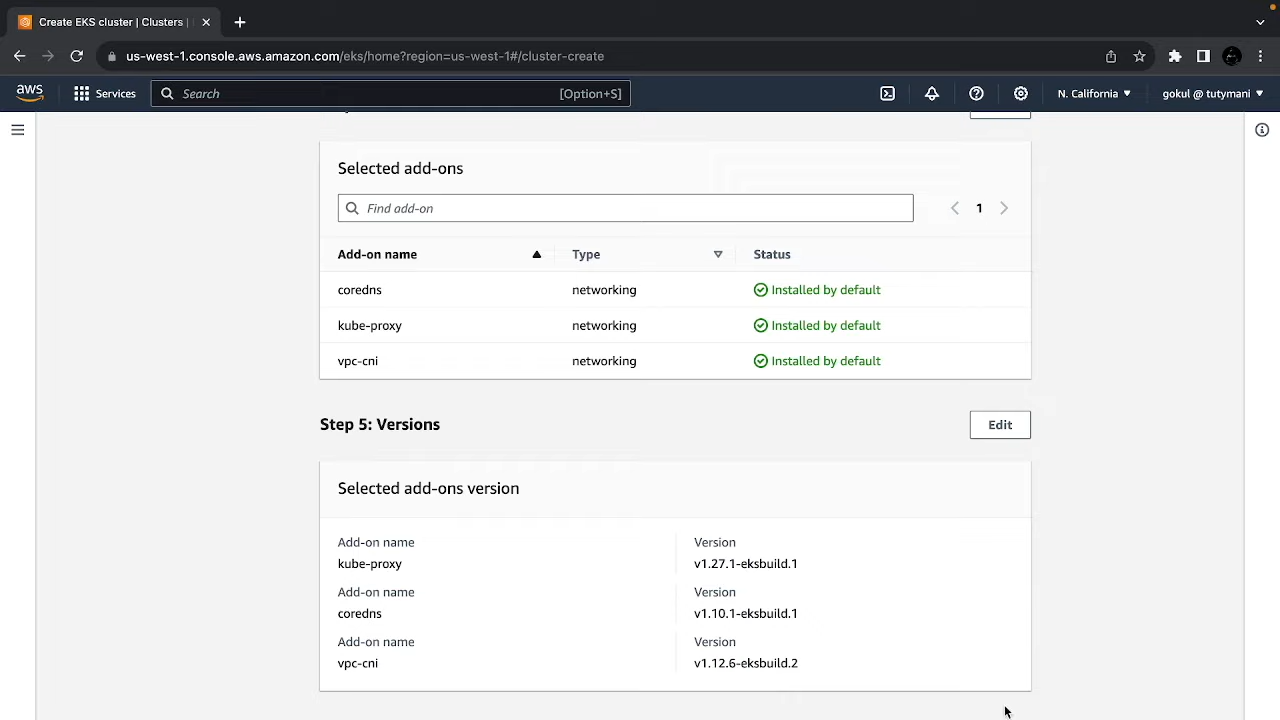 Create EKS cluster | Clusters |
us-west-1.console.aws.amazon.com/eks/home?region=us-west-1#/cluster-create
aws
Services
Search
[Option+S]
N. California
gokul @ tutymani
Selected add-ons
Find add-on
1
Add-on name
Type
Status
coredns
networking
Installed by default
kube-proxy
networking
Installed by default
vpc-cni
networking
Installed by default
Step 5: Versions
Edit
Selected add-ons version
Add-on name
Version
kube-proxy
v1.27.1-eksbuild.1
Add-on name
Version
coredns
v1.10.1-eksbuild.1
Add-on name
Version
vpc-cni
v1.12.6-eksbuild.2